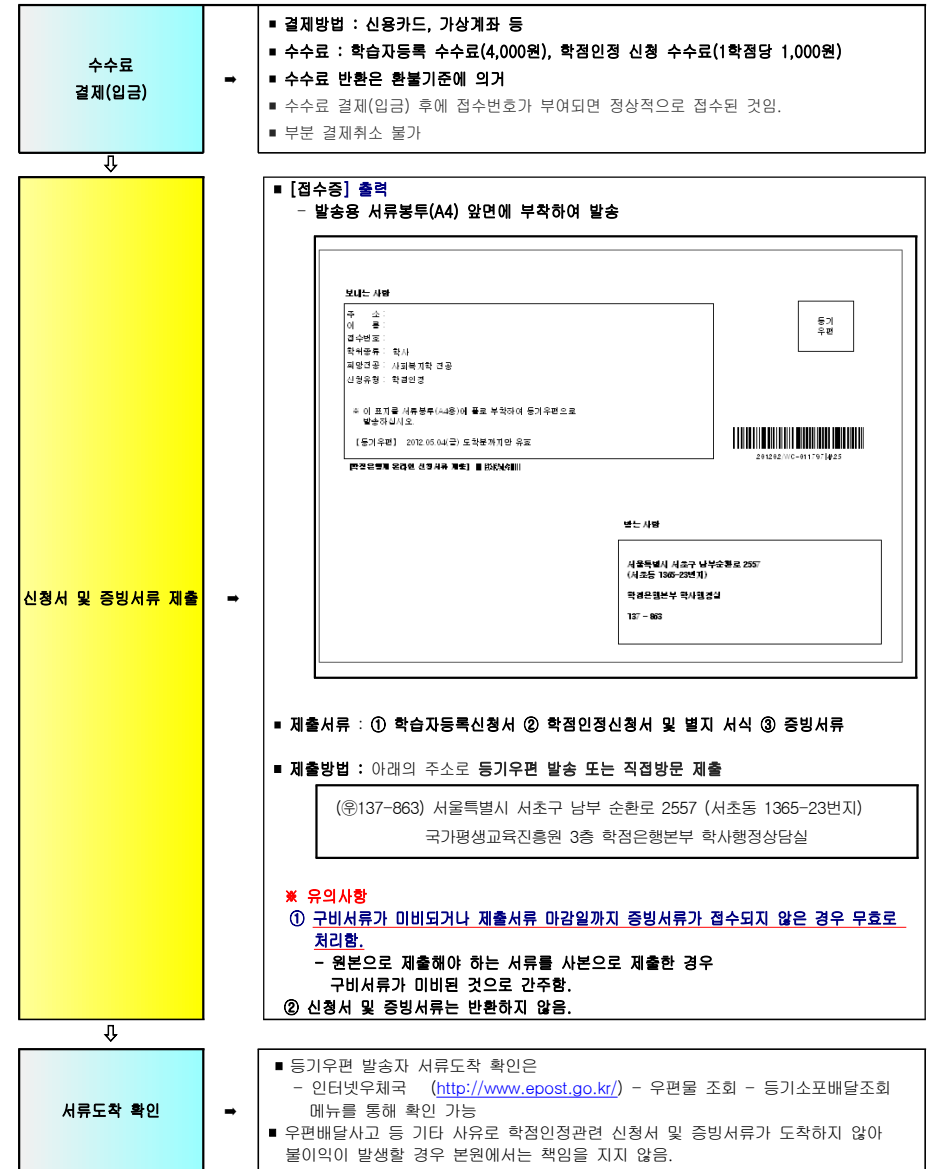 수수료
결제(입금)
➡
■ 결제방법 : 신용카드, 가상계좌 등
■ 수수료 : 학습자등록 수수료(4,000원), 학점인정 신청 수수료(1학점당 1,000원)
■ 수수료 반환은 환불기준에 의거
■ 수수료 결제(입금) 후에 접수번호가 부여되면 정상적으로 접수된 것임.
■ 부분 결제취소 불가
⇩
신청서 및 증빙서류 제출
➡
■ [접수증] 출력
- 발송용 서류봉투(A4) 앞면에 부착하여 발송
보내는 사람
주 소 :
이 름 :
접수번호 :
학위종류 : 학사
희망전공 : 사회복지학 전공
신청유형 : 학점인정
※ 이 표지를 서류봉투(A4용)에 풀로 부착하여 등기우편으로
발송하십시오.
【등기우편】 2012.05.04(금) 도착분까지만 유효
[학점은행제 온라인 신청서류 제출]
등기
우편
받는 사람
서울특별시 서초구 남부순환로 2557
(서초동 1365-23번지)
학점은행본부 학사행정실
137 - 863
■ 제출서류 : ① 학습자등록신청서 ② 학점인정신청서 및 별지 서식 ③ 증빙서류
■ 제출방법 : 아래의 주소로 등기우편 발송 또는 직접방문 제출
(㉾137-863) 서울특별시 서초구 남부 순환로 2557 (서초동 1365-23번지)
국가평생교육진흥원 3층 학점은행본부 학사행정상담실
※ 유의사항
① 구비서류가 미비되거나 제출서류 마감일까지 증빙서류가 접수되지 않은 경우 무효로
처리함.
- 원본으로 제출해야 하는 서류를 사본으로 제출한 경우
구비서류가 미비된 것으로 간주함.
② 신청서 및 증빙서류는 반환하지 않음.
⇩
서류도착 확인
➡
■ 등기우편 발송자 서류도착 확인은
- 인터넷우체국 (http://www.epost.go.kr/) - 우편물 조회 - 등기소포배달조회
메뉴를 통해 확인 가능
■ 우편배달사고 등 기타 사유로 학점인정관련 신청서 및 증빙서류가 도착하지 않아
불이익이 발생할 경우 본원에서는 책임을 지지 않음.